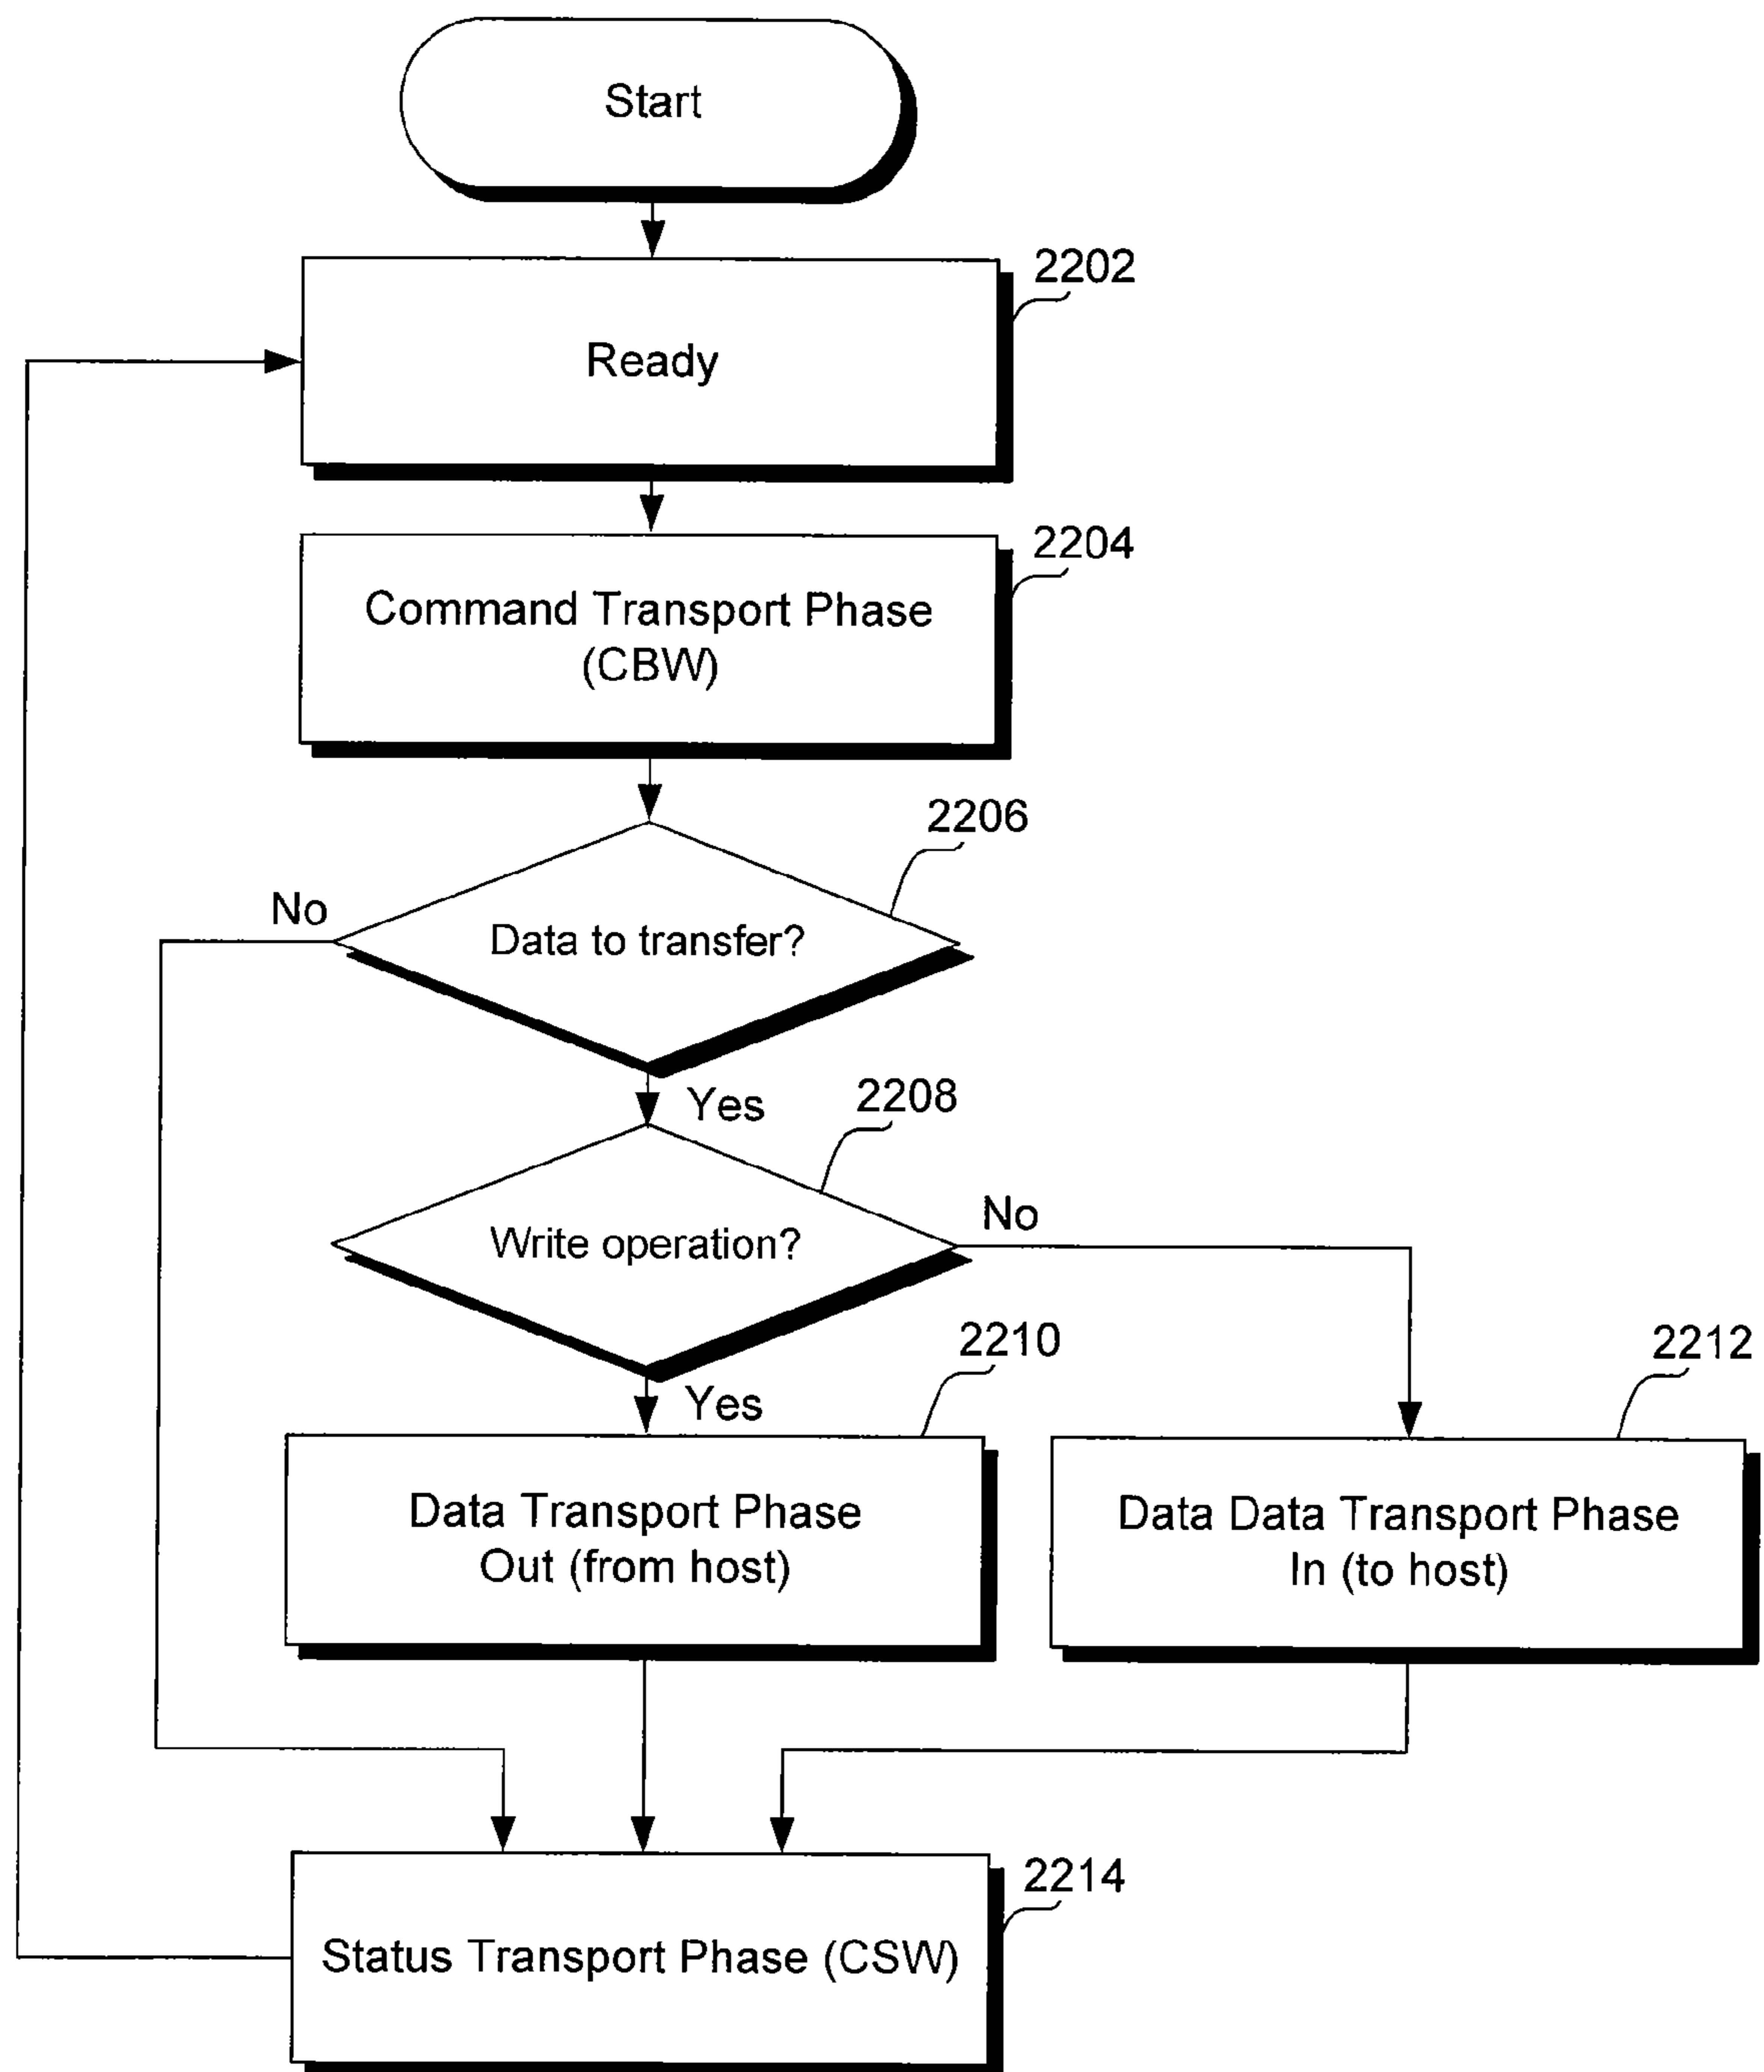 Start
2202
Ready
2204
Command Transport Phase
(CBW)
2206
No
Data to transfer?
Yes
2208
No
Write operation?
2210
2212
Yes
Data Transport Phase
Out (from host)
Data Data Transport Phase
In (to host)
2214
Status Transport Phase (CSW)